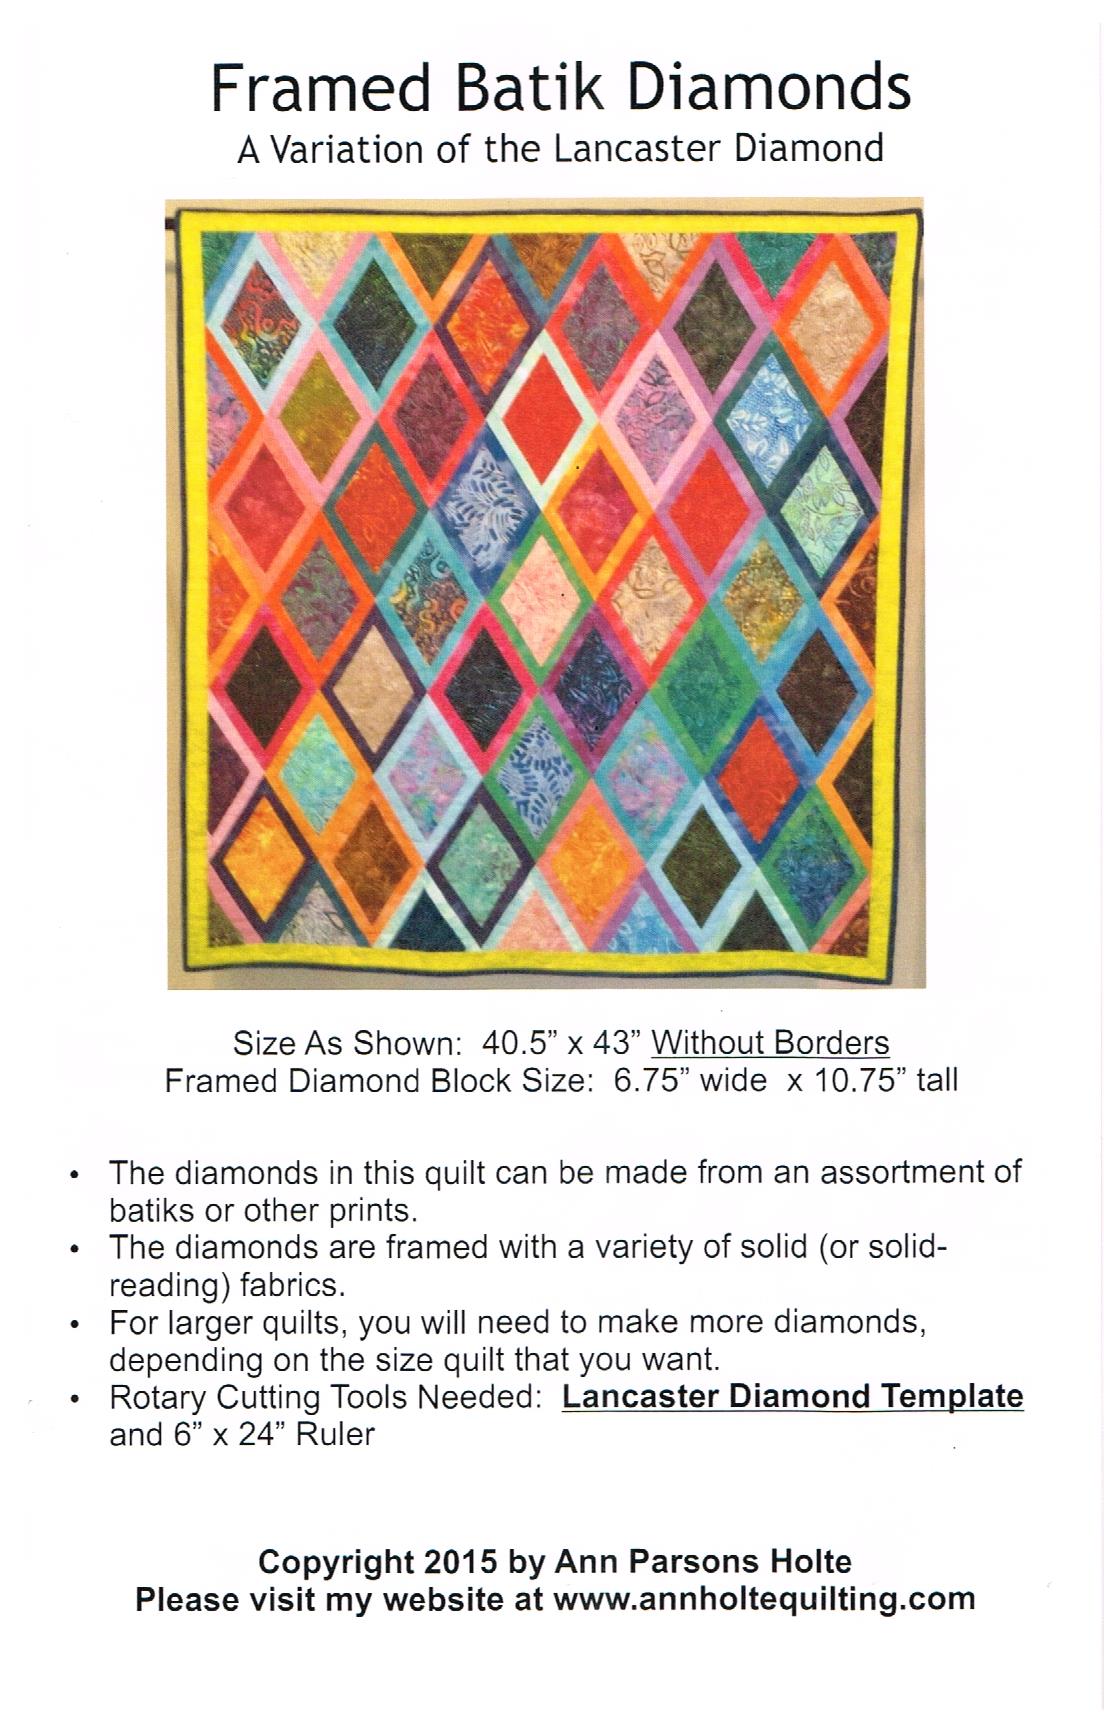 Framed Batik Diamonds
A Variation of the Lancaster Diamond
Size As Shown:  40.5” x 43” Without Borders
Framed Diamond Block Size:  6.75” wide  x 10.75” tall
• The diamonds in this quilt can be made from an assortment of
batiks or other prints.
• The diamonds are framed with a variety of solid (or solid-
reading) fabrics.
• For larger quilts, you will need to make more diamonds,
depending on the size quilt that you want.
• Rotary Cutting Tools Needed:  Lancaster Diamond Template
and 6” x 24” Ruler
Copyright 2015 by Ann Parsons Holte
Please visit my website at www.annholtequilting.com